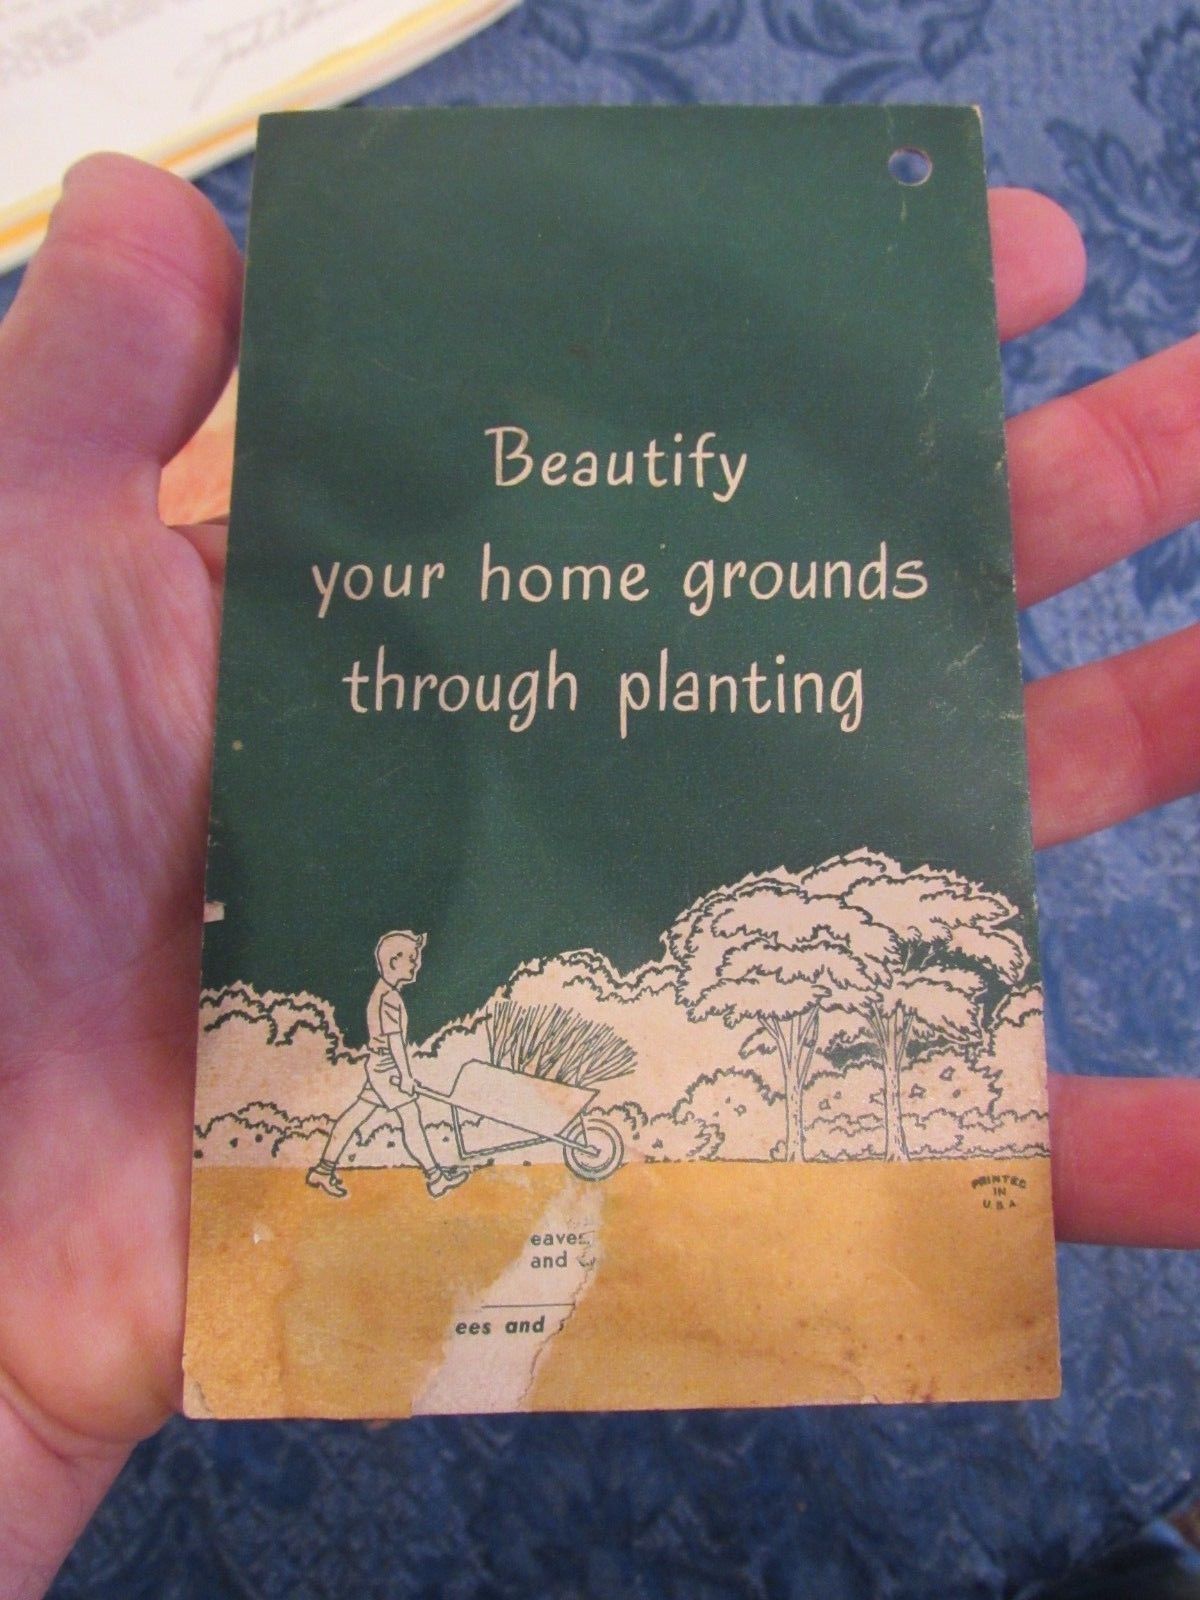 Beautify
your home grounds
through planting
PRINTED
IN
U.S.A.
eaves
and
ees and